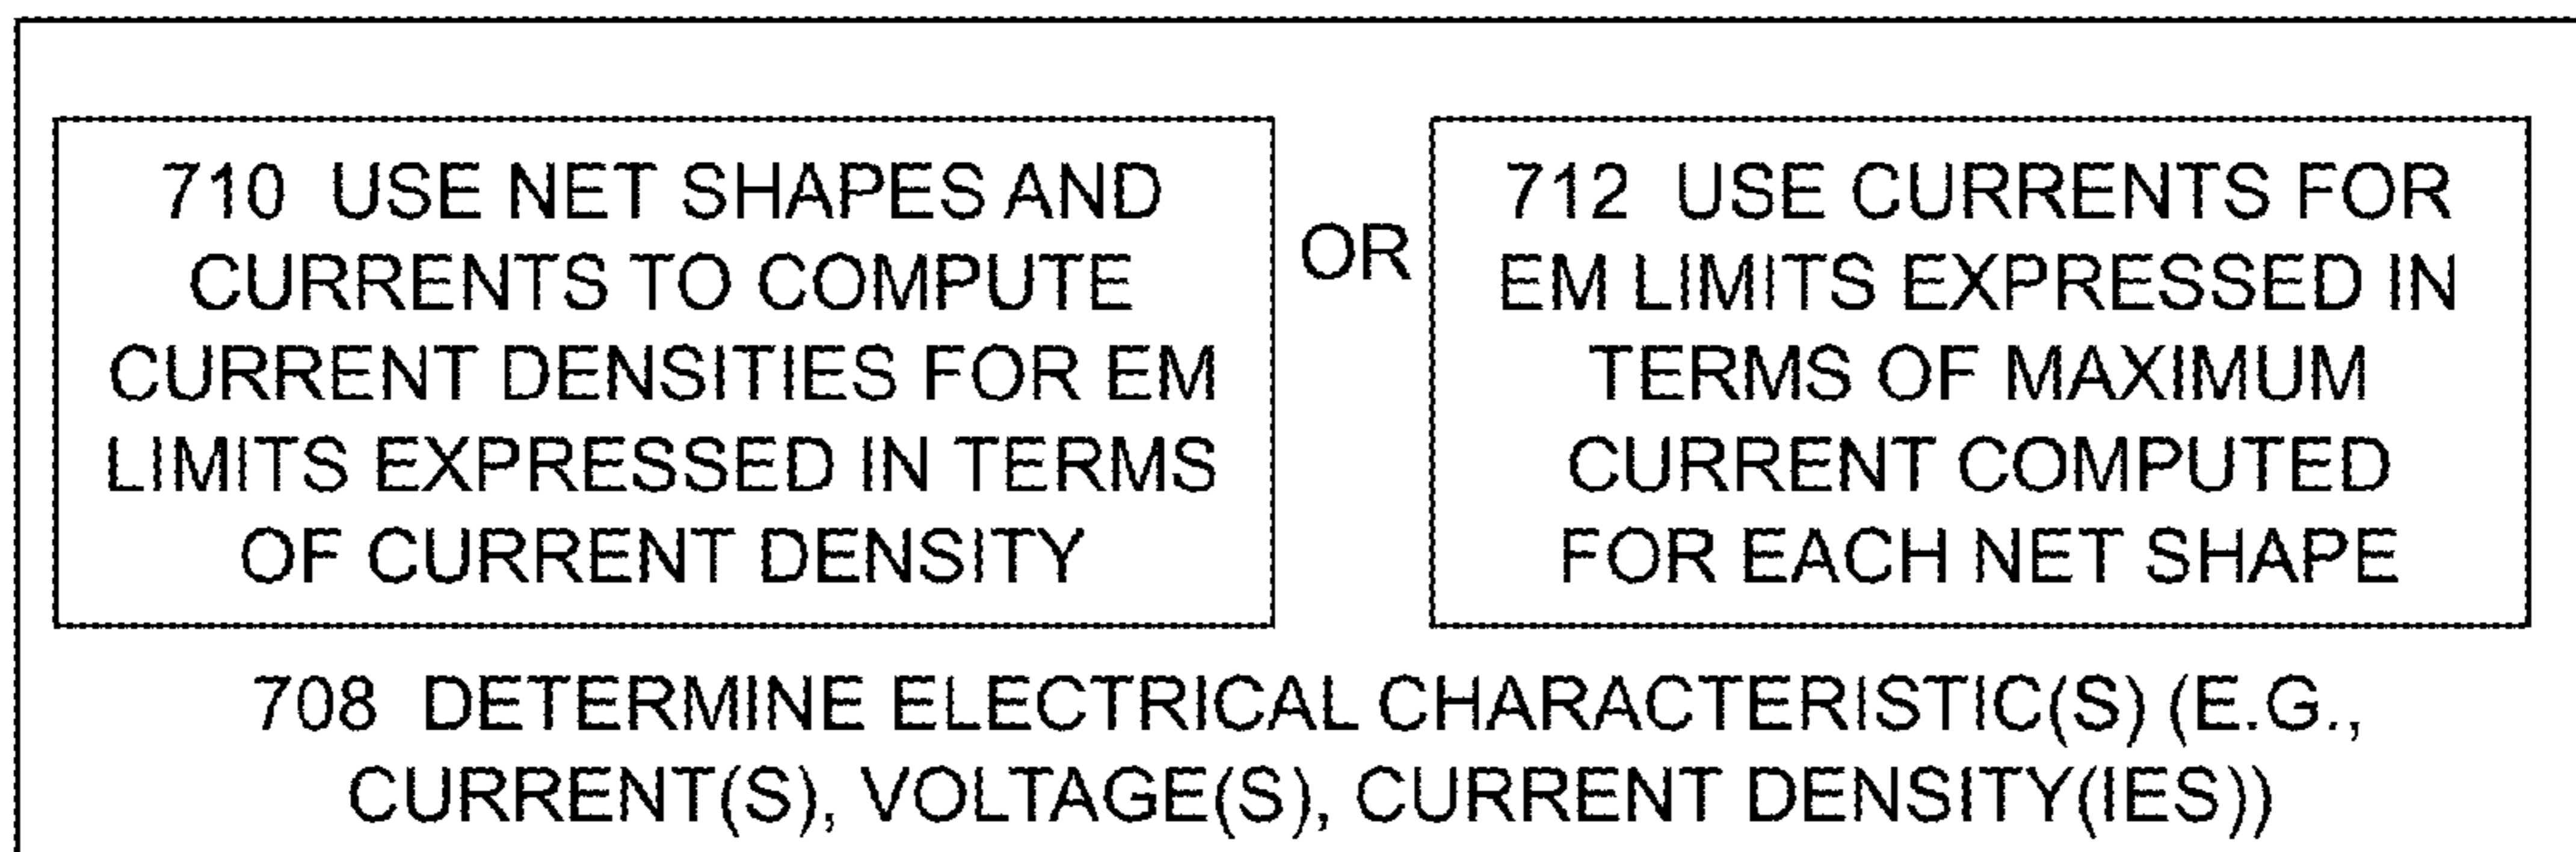 710 USE NET SHAPES AND
CURRENTS TO COMPUTE
CURRENT DENSITIES FOR EM
LIMITS EXPRESSED IN TERMS
OF CURRENT DENSITY
OR
712 USE CURRENTS FOR
EM LIMITS EXPRESSED IN
TERMS OF MAXIMUM
CURRENT COMPUTED
FOR EACH NET SHAPE
708 DETERMINE ELECTRICAL CHARACTERISTIC(S) (E.G.,
CURRENT(S), VOLTAGE(S), CURRENT DENSITY(IES))